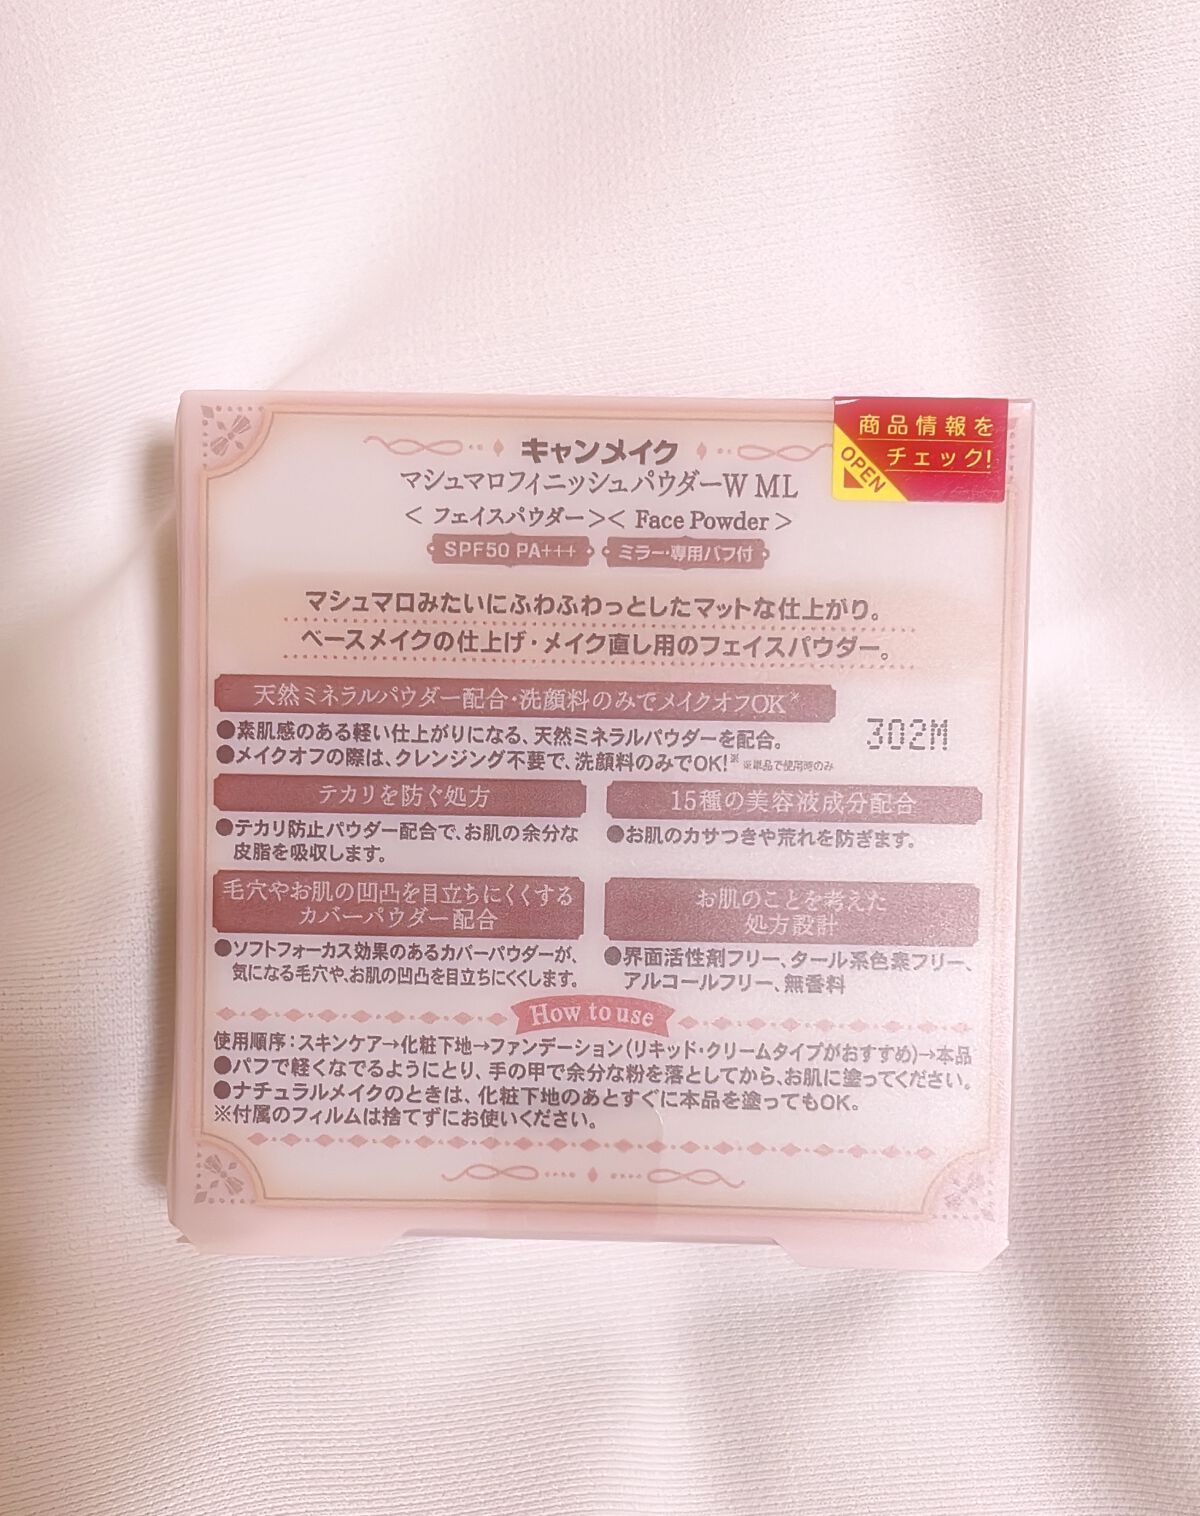 キャンメイク
マシュマロフィニッシュパウダーW ML
< フェイスパウダー >< Face Powder >
SPF50 PA+++ ミラー・専用パフ付
商品情報を
チェック!
OPEN
マシュマロみたいにふわふわっとしたマットな仕上がり。
ベースメイクの仕上げ・メイク直し用のフェイスパウダー。
天然ミネラルパウダー配合・洗顔料のみでメイクオフOK※
●素肌感のある軽い仕上がりになる、天然ミネラルパウダーを配合。
●メイクオフの際は、クレンジング不要で、洗顔料のみでOK!※ ※単品で使用時のみ
302M
テカリを防ぐ処方
●テカリ防止パウダー配合で、お肌の余分な
皮脂を吸収します。
15種の美容液成分配合
●お肌のカサつきや荒れを防ぎます。
毛穴やお肌の凹凸を目立ちにくくする
カバーパウダー配合
●ソフトフォーカス効果のあるカバーパウダーが、
気になる毛穴や、お肌の凹凸を目立ちにくくします。
お肌のことを考えた
処方設計
●界面活性剤フリー、タール系色素フリー、
アルコールフリー、無香料
How to use
使用順序：スキンケア→化粧下地→ファンデーション(リキッド・クリームタイプがおすすめ)→本品
●パフで軽くなでるようにとり、手の甲で余分な粉を落としてから、お肌に塗ってください。
●ナチュラルメイクのときは、化粧下地のあとすぐに本品を塗ってもOK。
※付属のフィルムは捨てずにお使いください。